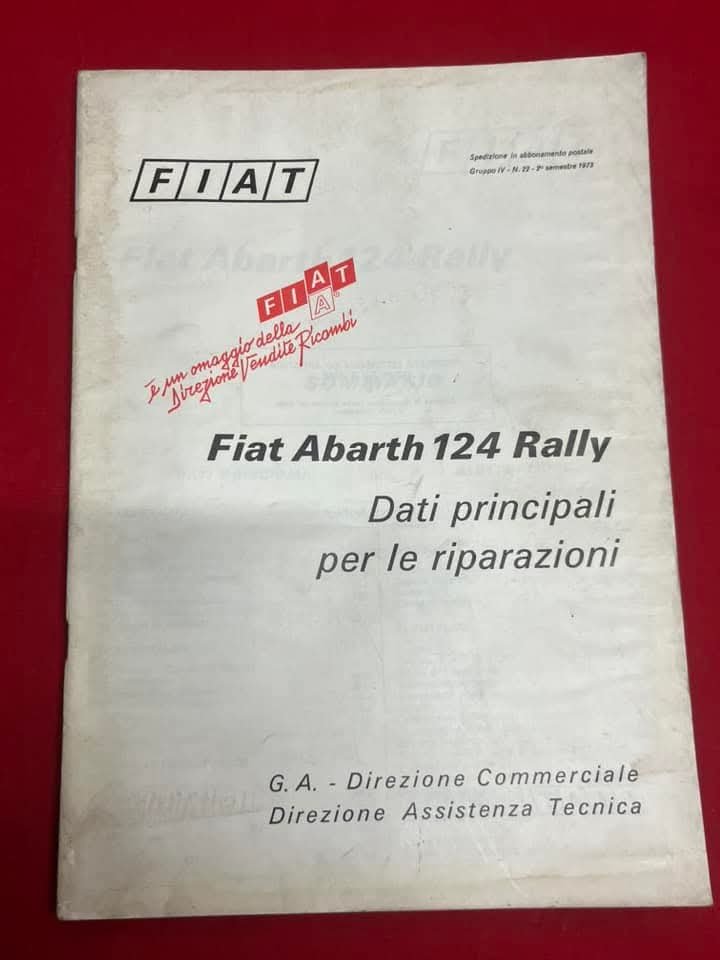 FIAT
Spedizione in abbonamento postale
Gruppo IV - N. 22 - 2° semestre 1973
FIAT
A
è un omaggio della
Direzione Vendite Ricambi
Fiat Abarth 124 Rally
Dati principali
per le riparazioni
G. A. - Direzione Commerciale
Direzione Assistenza Tecnica